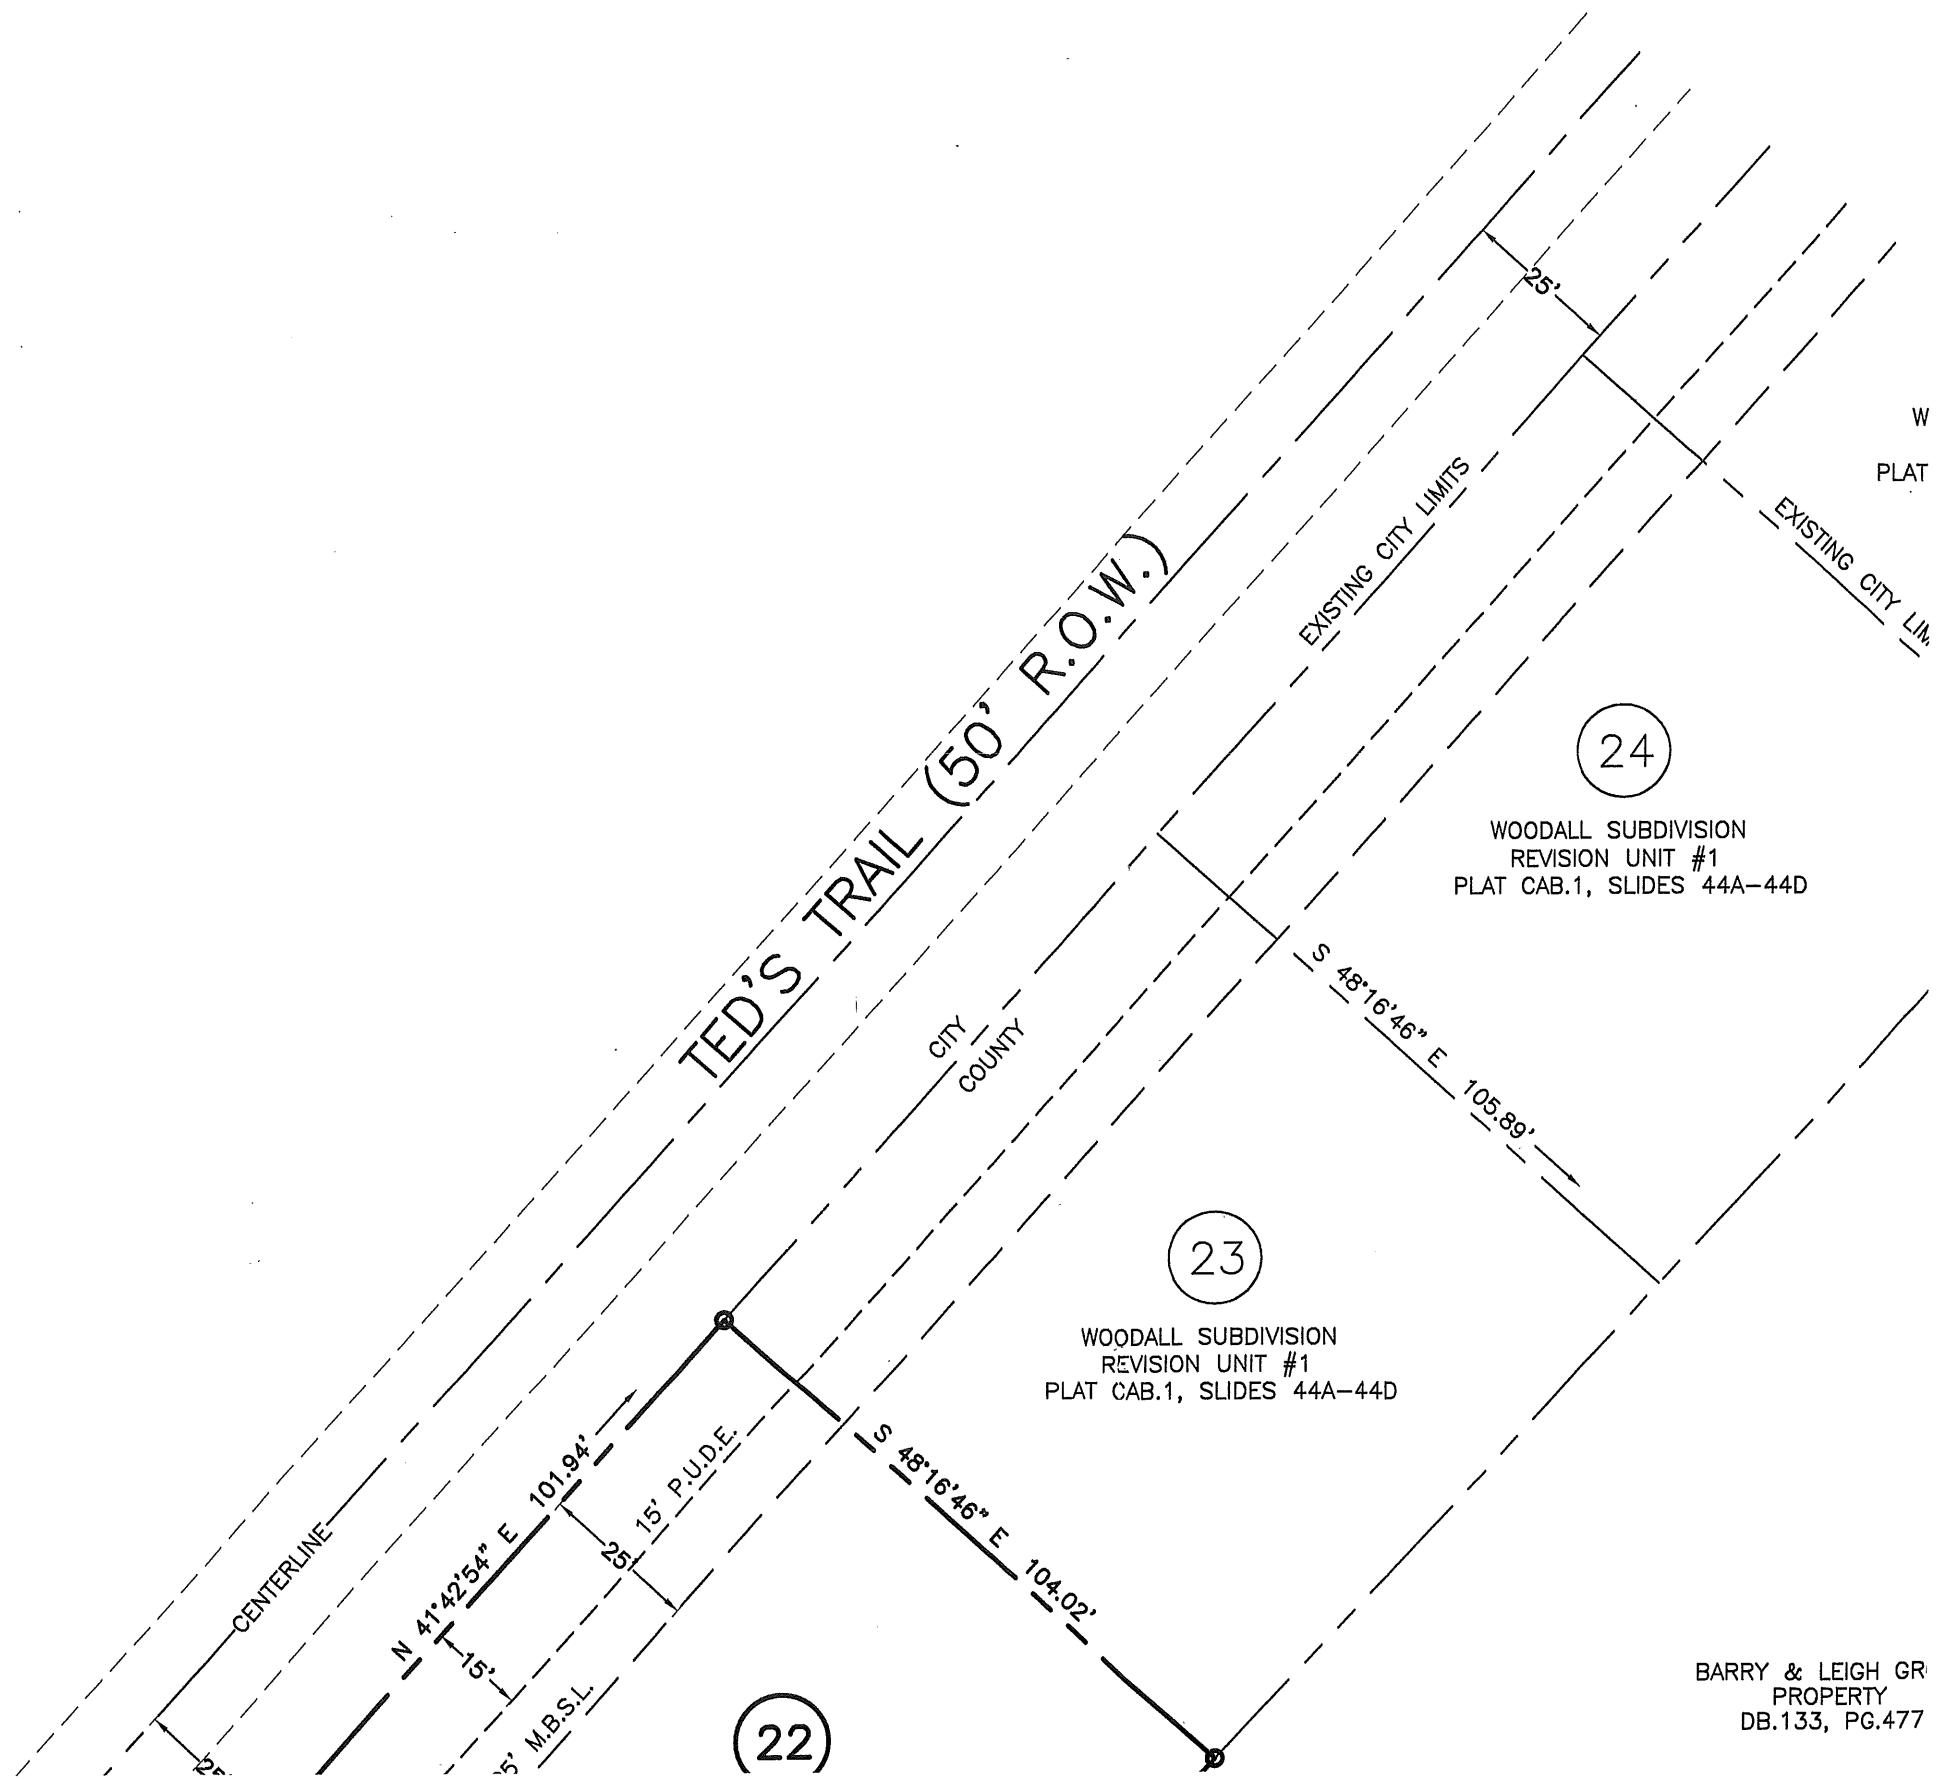 25'
W
PLAT
EXISTING CITY LIMITS
EXISTING CITY LIM
TED'S TRAIL (50' R.O.W.)
24
WOODALL SUBDIVISION
REVISION UNIT #1
PLAT CAB.1, SLIDES 44A-44D
S 48°16'46" E 105.89'
CITY
COUNTY
23
WOODALL SUBDIVISION
REVISION UNIT #1
PLAT CAB.1, SLIDES 44A-44D
S 48°16'46" E 104.02'
N 41°42'54" E 101.94'
15' P.U.D.E.
25'
CENTERLINE
15'
25' M.B.S.L.
22
BARRY & LEIGH GR
PROPERTY
DB.133, PG.477